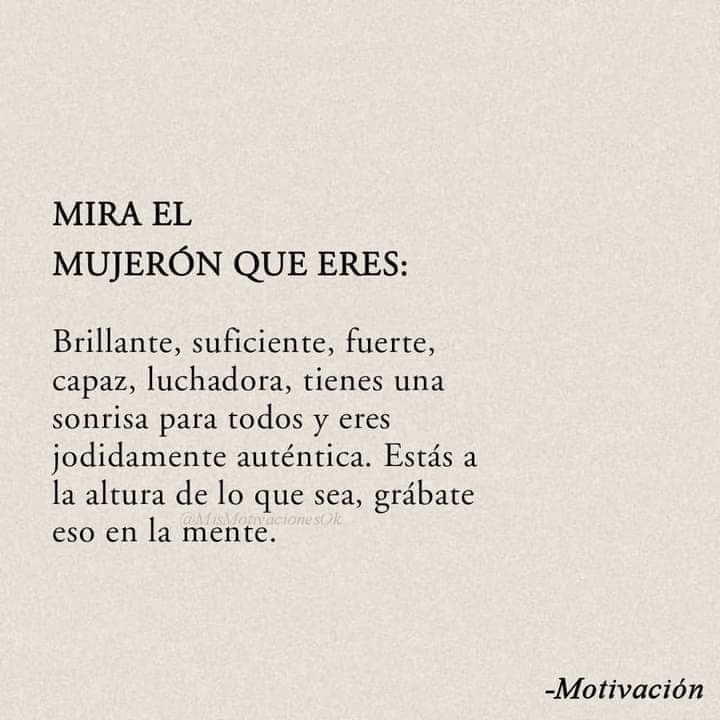 MIRA EL
MUJERÓN QUE ERES:
Brillante, suficiente, fuerte,
capaz, luchadora, tienes una
sonrisa para todos y eres
jodidamente auténtica. Estás a
la altura de lo que sea, grábate
@MisMotivacionesOk
eso en la mente.
-Motivación